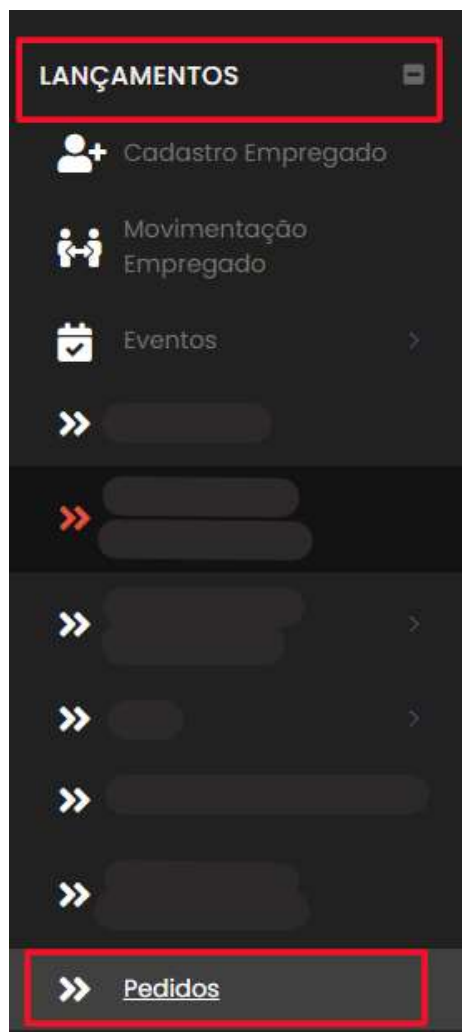 LANÇAMENTOS
Cadastro Empregado
Movimentação
Empregado
Eventos
Pedidos